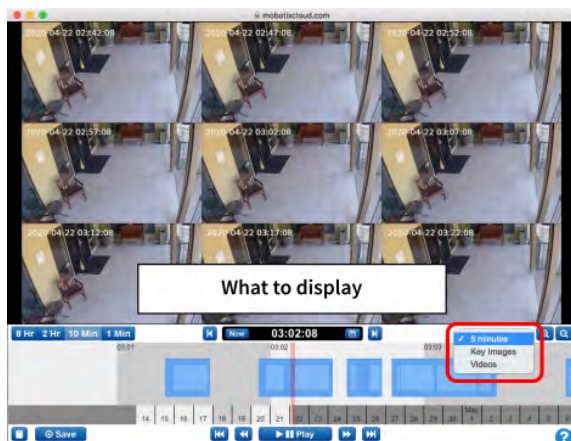 mobotixcloud.com
2020-04-22 02:42:08
2020-04-22 02:47:08
2020-04-22 02:52:08
2020-04-22 02:57:08
2020-04-22 03:02:08
2020-04-22 03:07:08
2020-04-22 03:12:08
2020-04-22 03:17:08
2020-04-22 03:22:08
What to display
8 Hr 2 Hr 10 Min 1 Min
Now
03:02:08
✓ 5 minutes
Key Images
Videos
03:01
03:02
03:03
May
14 15 16 17 18 19 20 21 22 23 24 25 26 27 28 29 30 1 2 3 4 5 6
Save
Play
?